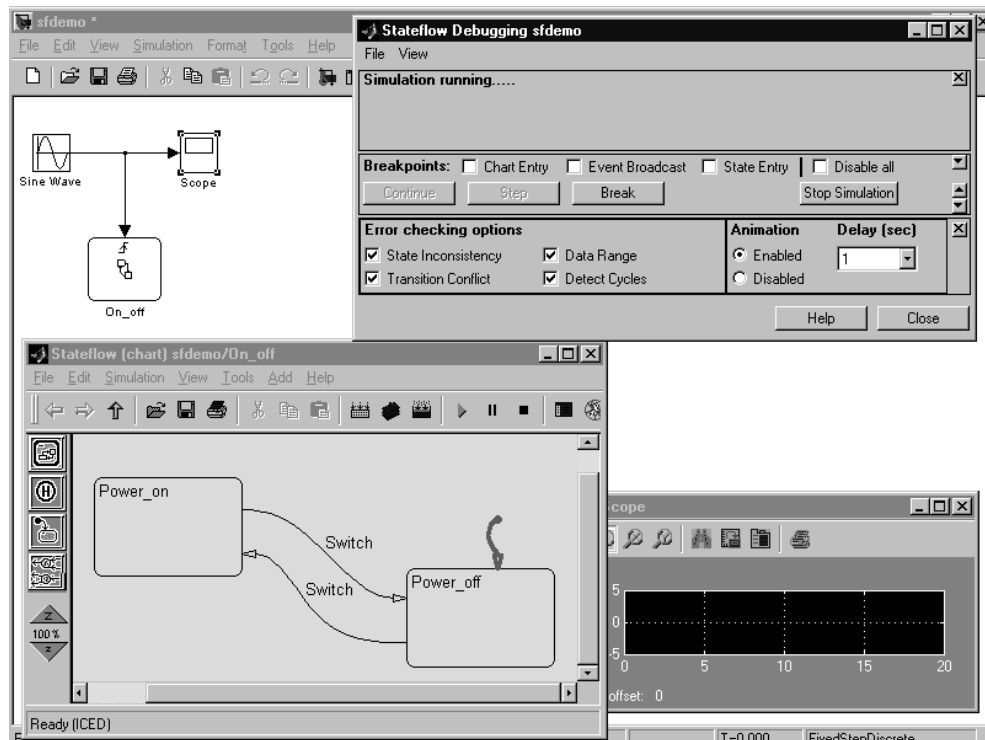 sfdemo *
File Edit View Simulation Format Tools Help
Sine Wave
Scope
On_off
Stateflow Debugging sfdemo
File View
Simulation running.....
Breakpoints: Chart Entry Event Broadcast State Entry Disable all
Continue Step Break Stop Simulation
Error checking options Animation Delay (sec)
State Inconsistency Data Range Enabled 1
Transition Conflict Detect Cycles Disabled
Help Close
Stateflow (chart) sfdemo/On_off
File Edit Simulation View Tools Add Help
H
Z
100 %
Z
Power_on
Switch
Switch
Power_off
Ready (ICED)
Scope
5
0
-5
0 5 10 15 20
offset: 0
T=0.000 FixedStepDiscrete